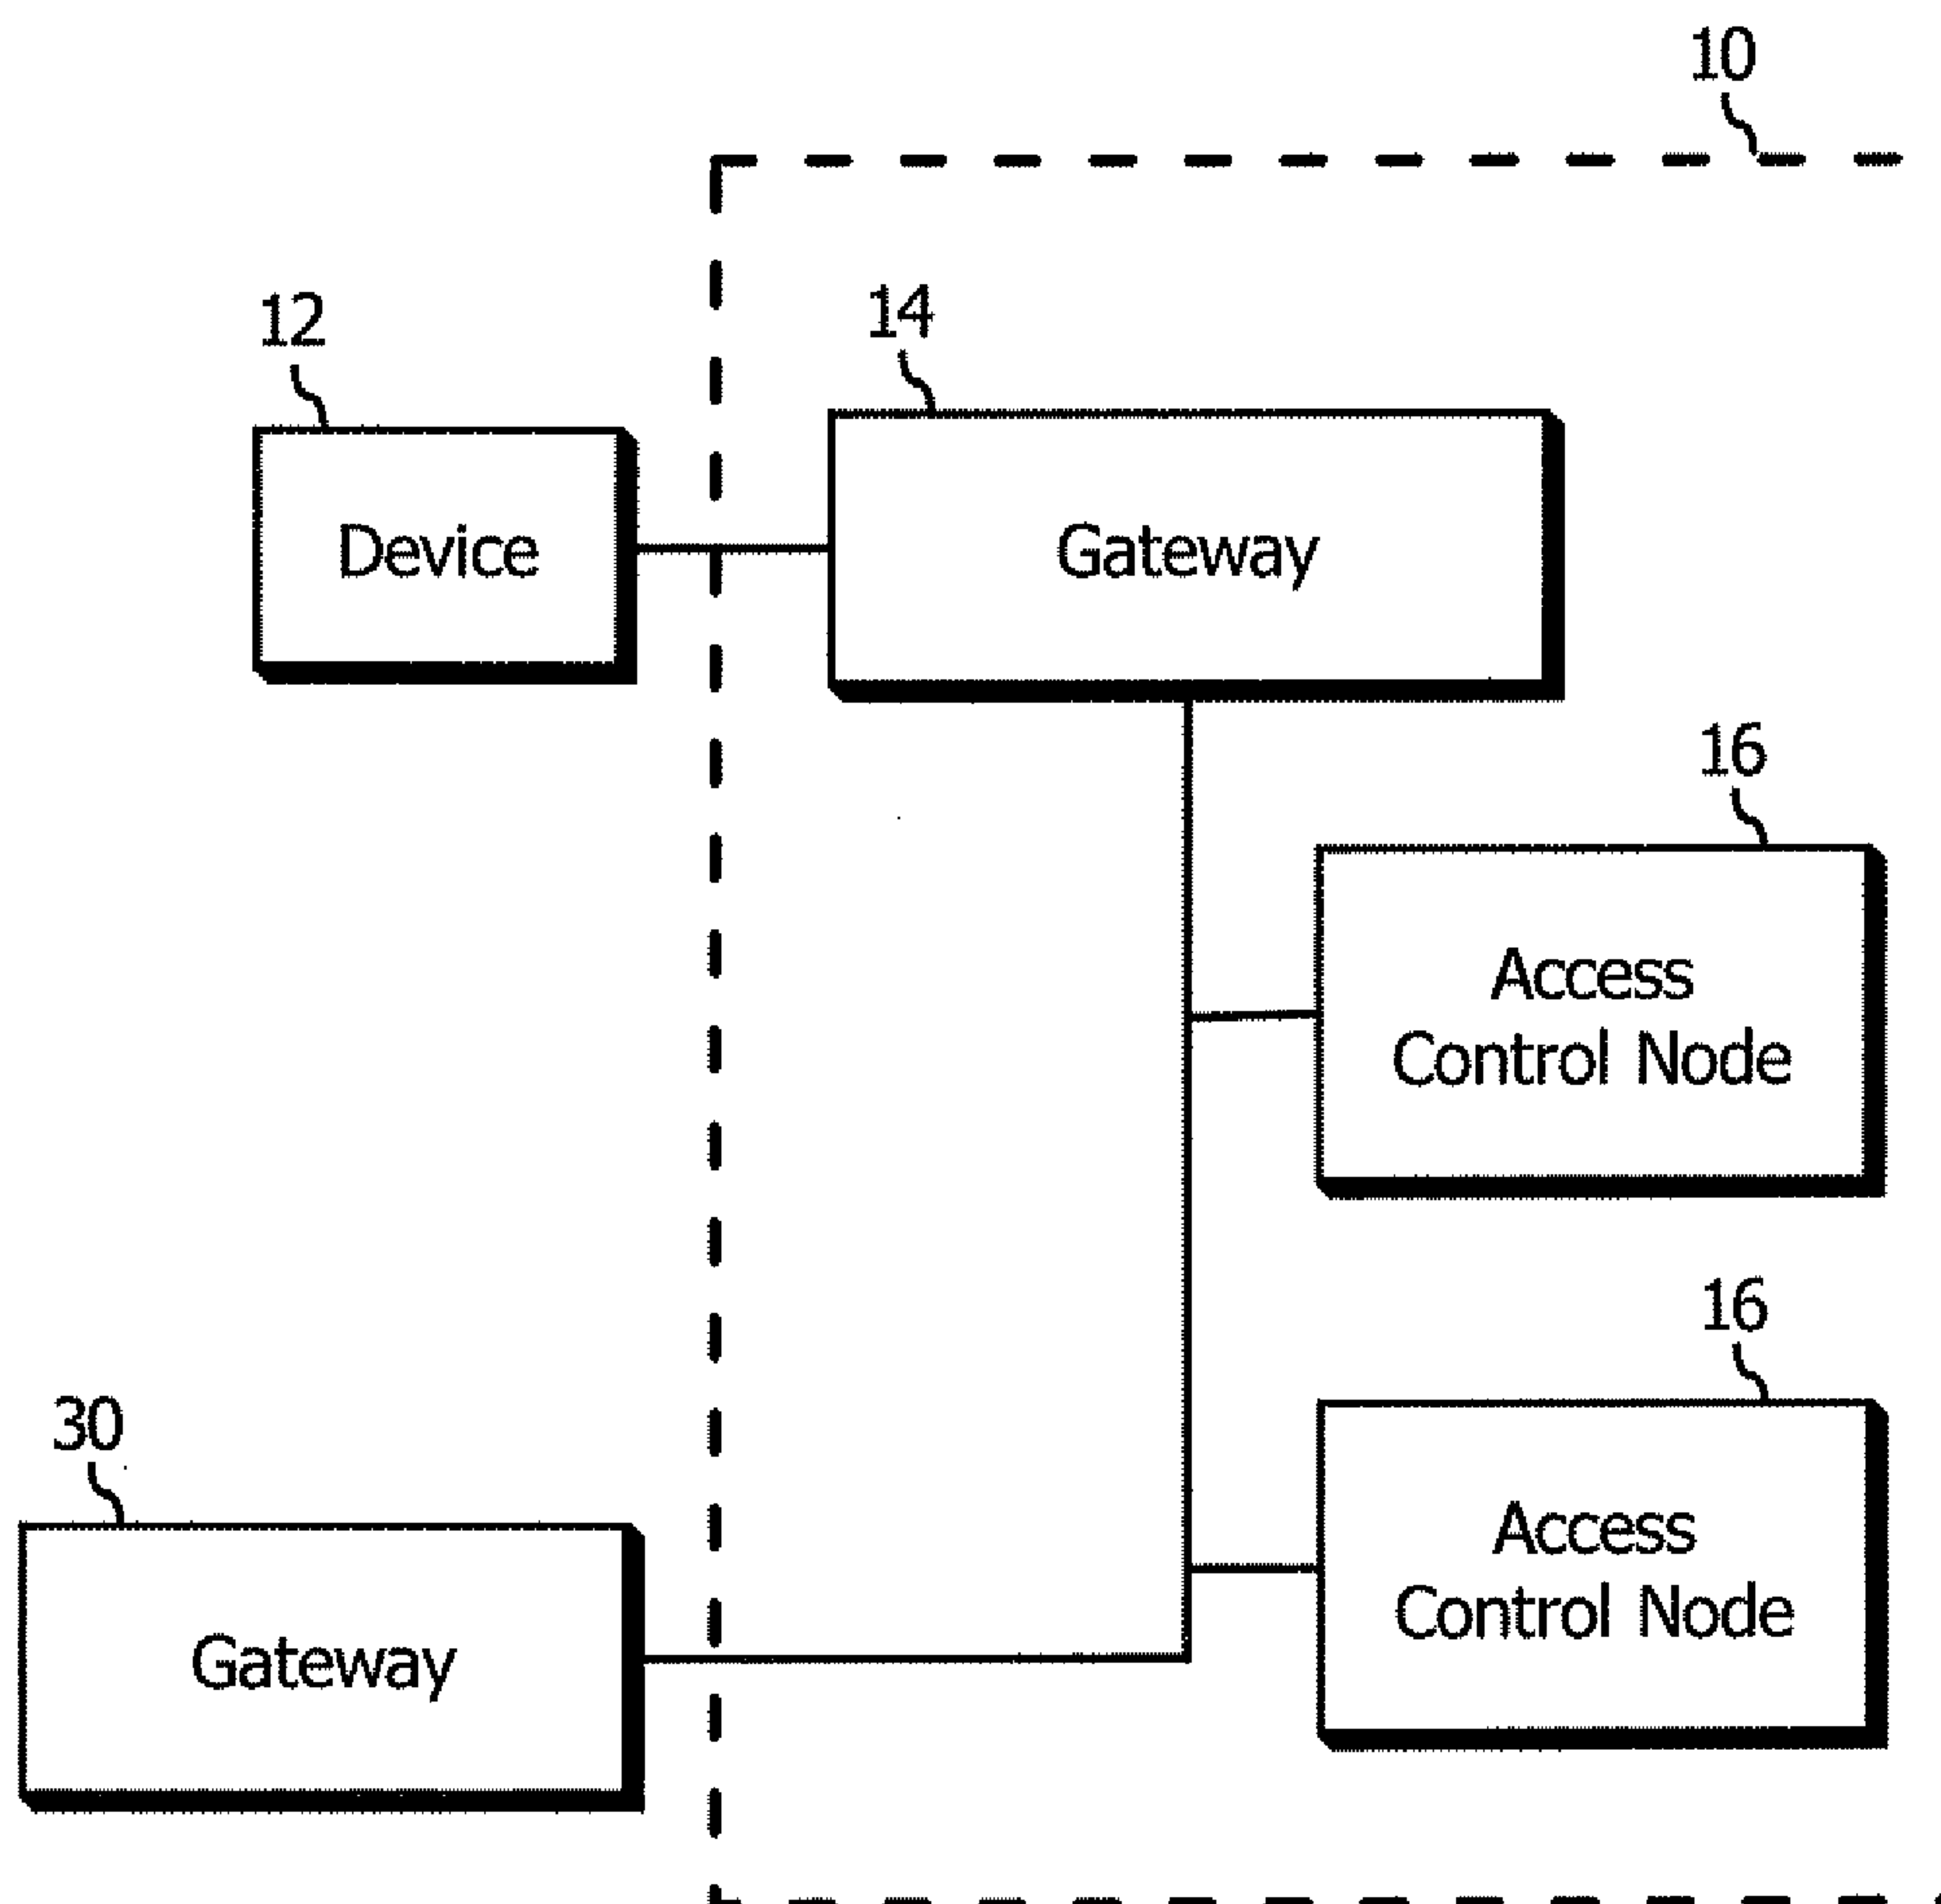 10
12
14
Device
Gateway
16
Access
Control Node
16
30
Access
Control Node
Gateway